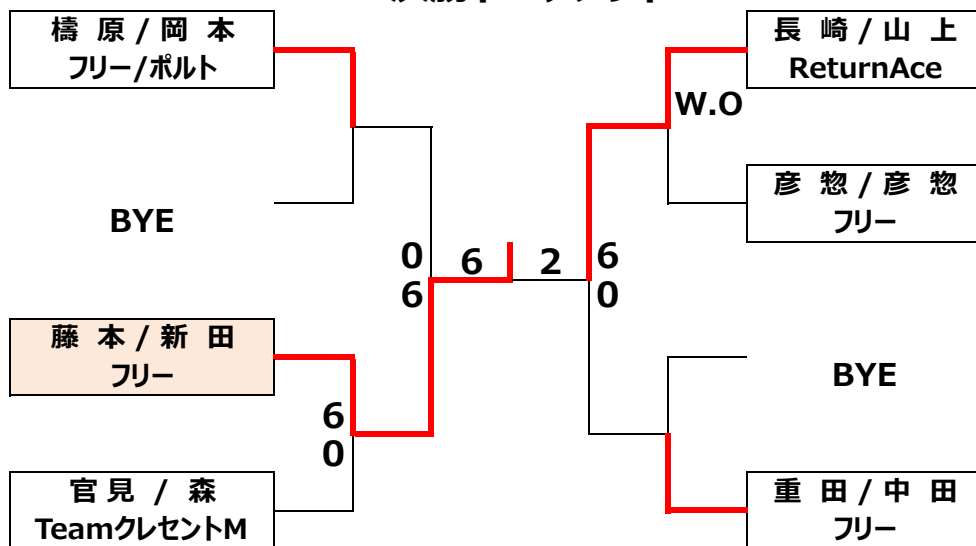 檮 原 / 岡 本
フリー/ポルト
BYE
藤 本 / 新 田
フリー
6
0
官 見 / 森
TeamクレセントM
0
6
6
2
6
0
長 崎 / 山 上
ReturnAce
W.O
彦 惣 / 彦 惣
フリー
BYE
重 田 / 中 田
フリー